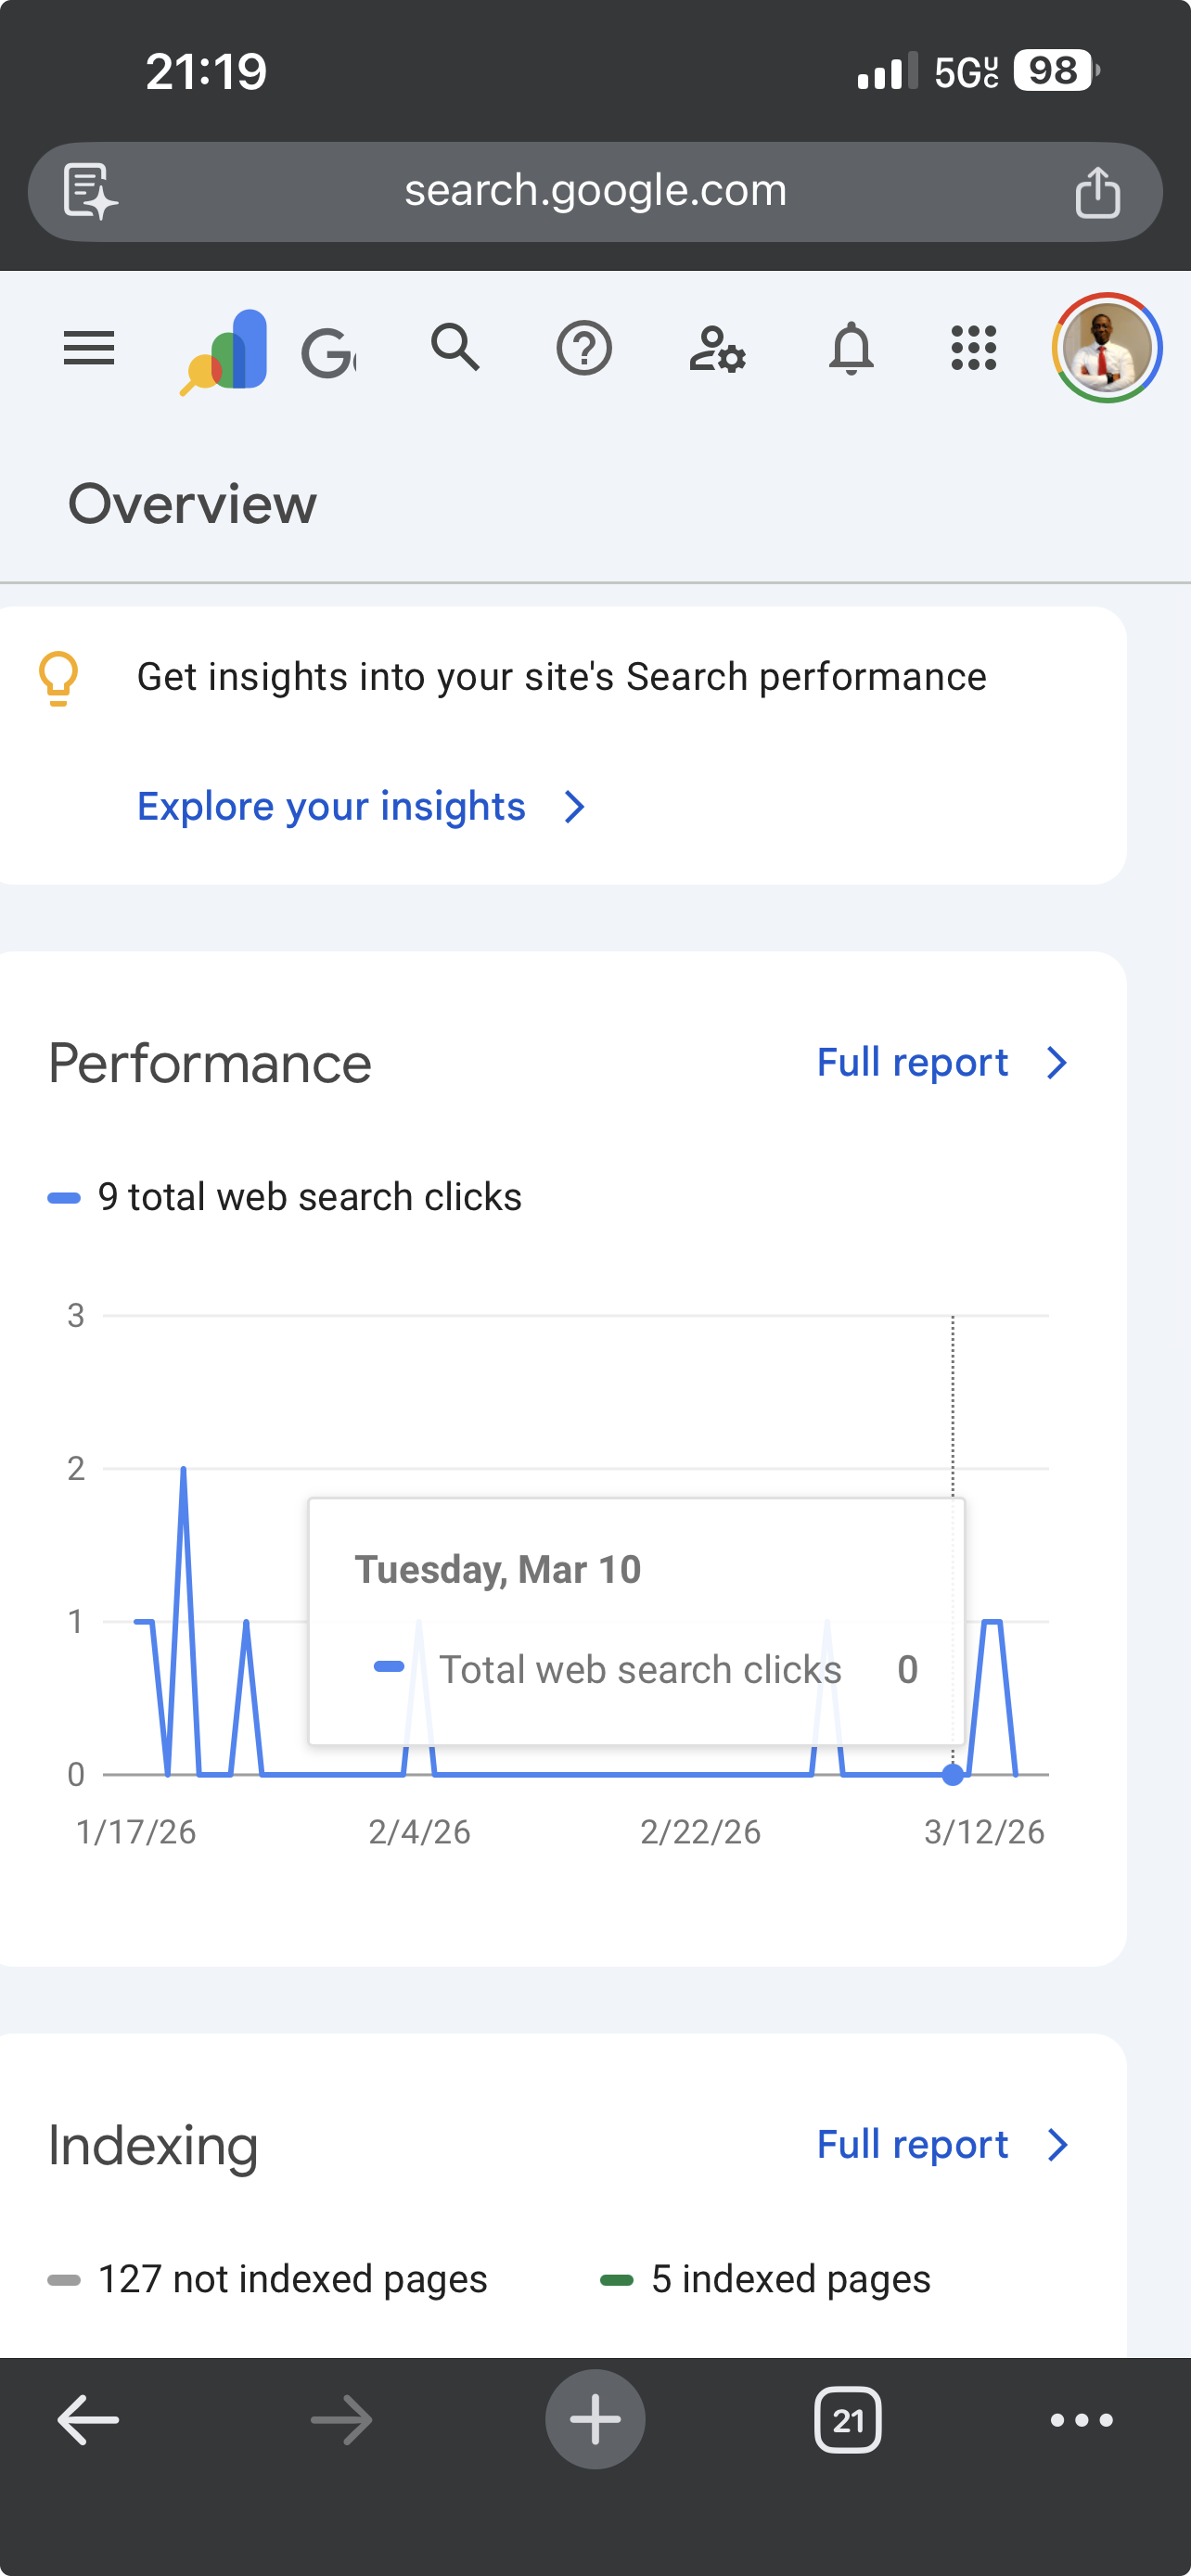 21:19
5GUC 98
search.google.com
G
Overview
Get insights into your site's Search performance
Explore your insights
Performance
Full report
9 total web search clicks
3
2
1
0
Tuesday, Mar 10
Total web search clicks 0
1/17/26 2/4/26 2/22/26 3/12/26
Indexing
Full report
127 not indexed pages 5 indexed pages
21